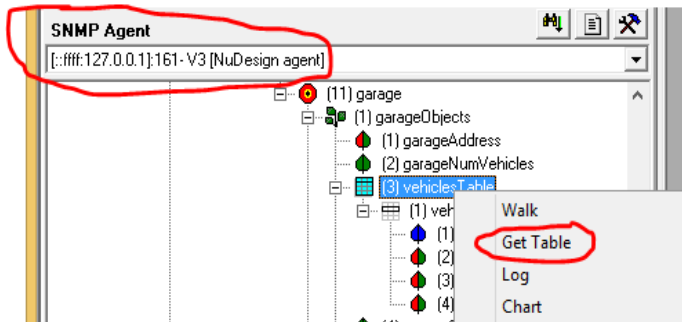 SNMP Agent
[::ffff:127.0.0.1]:161- V3 [NuDesign agent]
(11) garage
(1) garageObjects
(1) garageAddress
(2) garageNumVehicles
(3) vehiclesTable
(1) veh
(1)
(2)
(3)
(4)
Walk
Get Table
Log
Chart